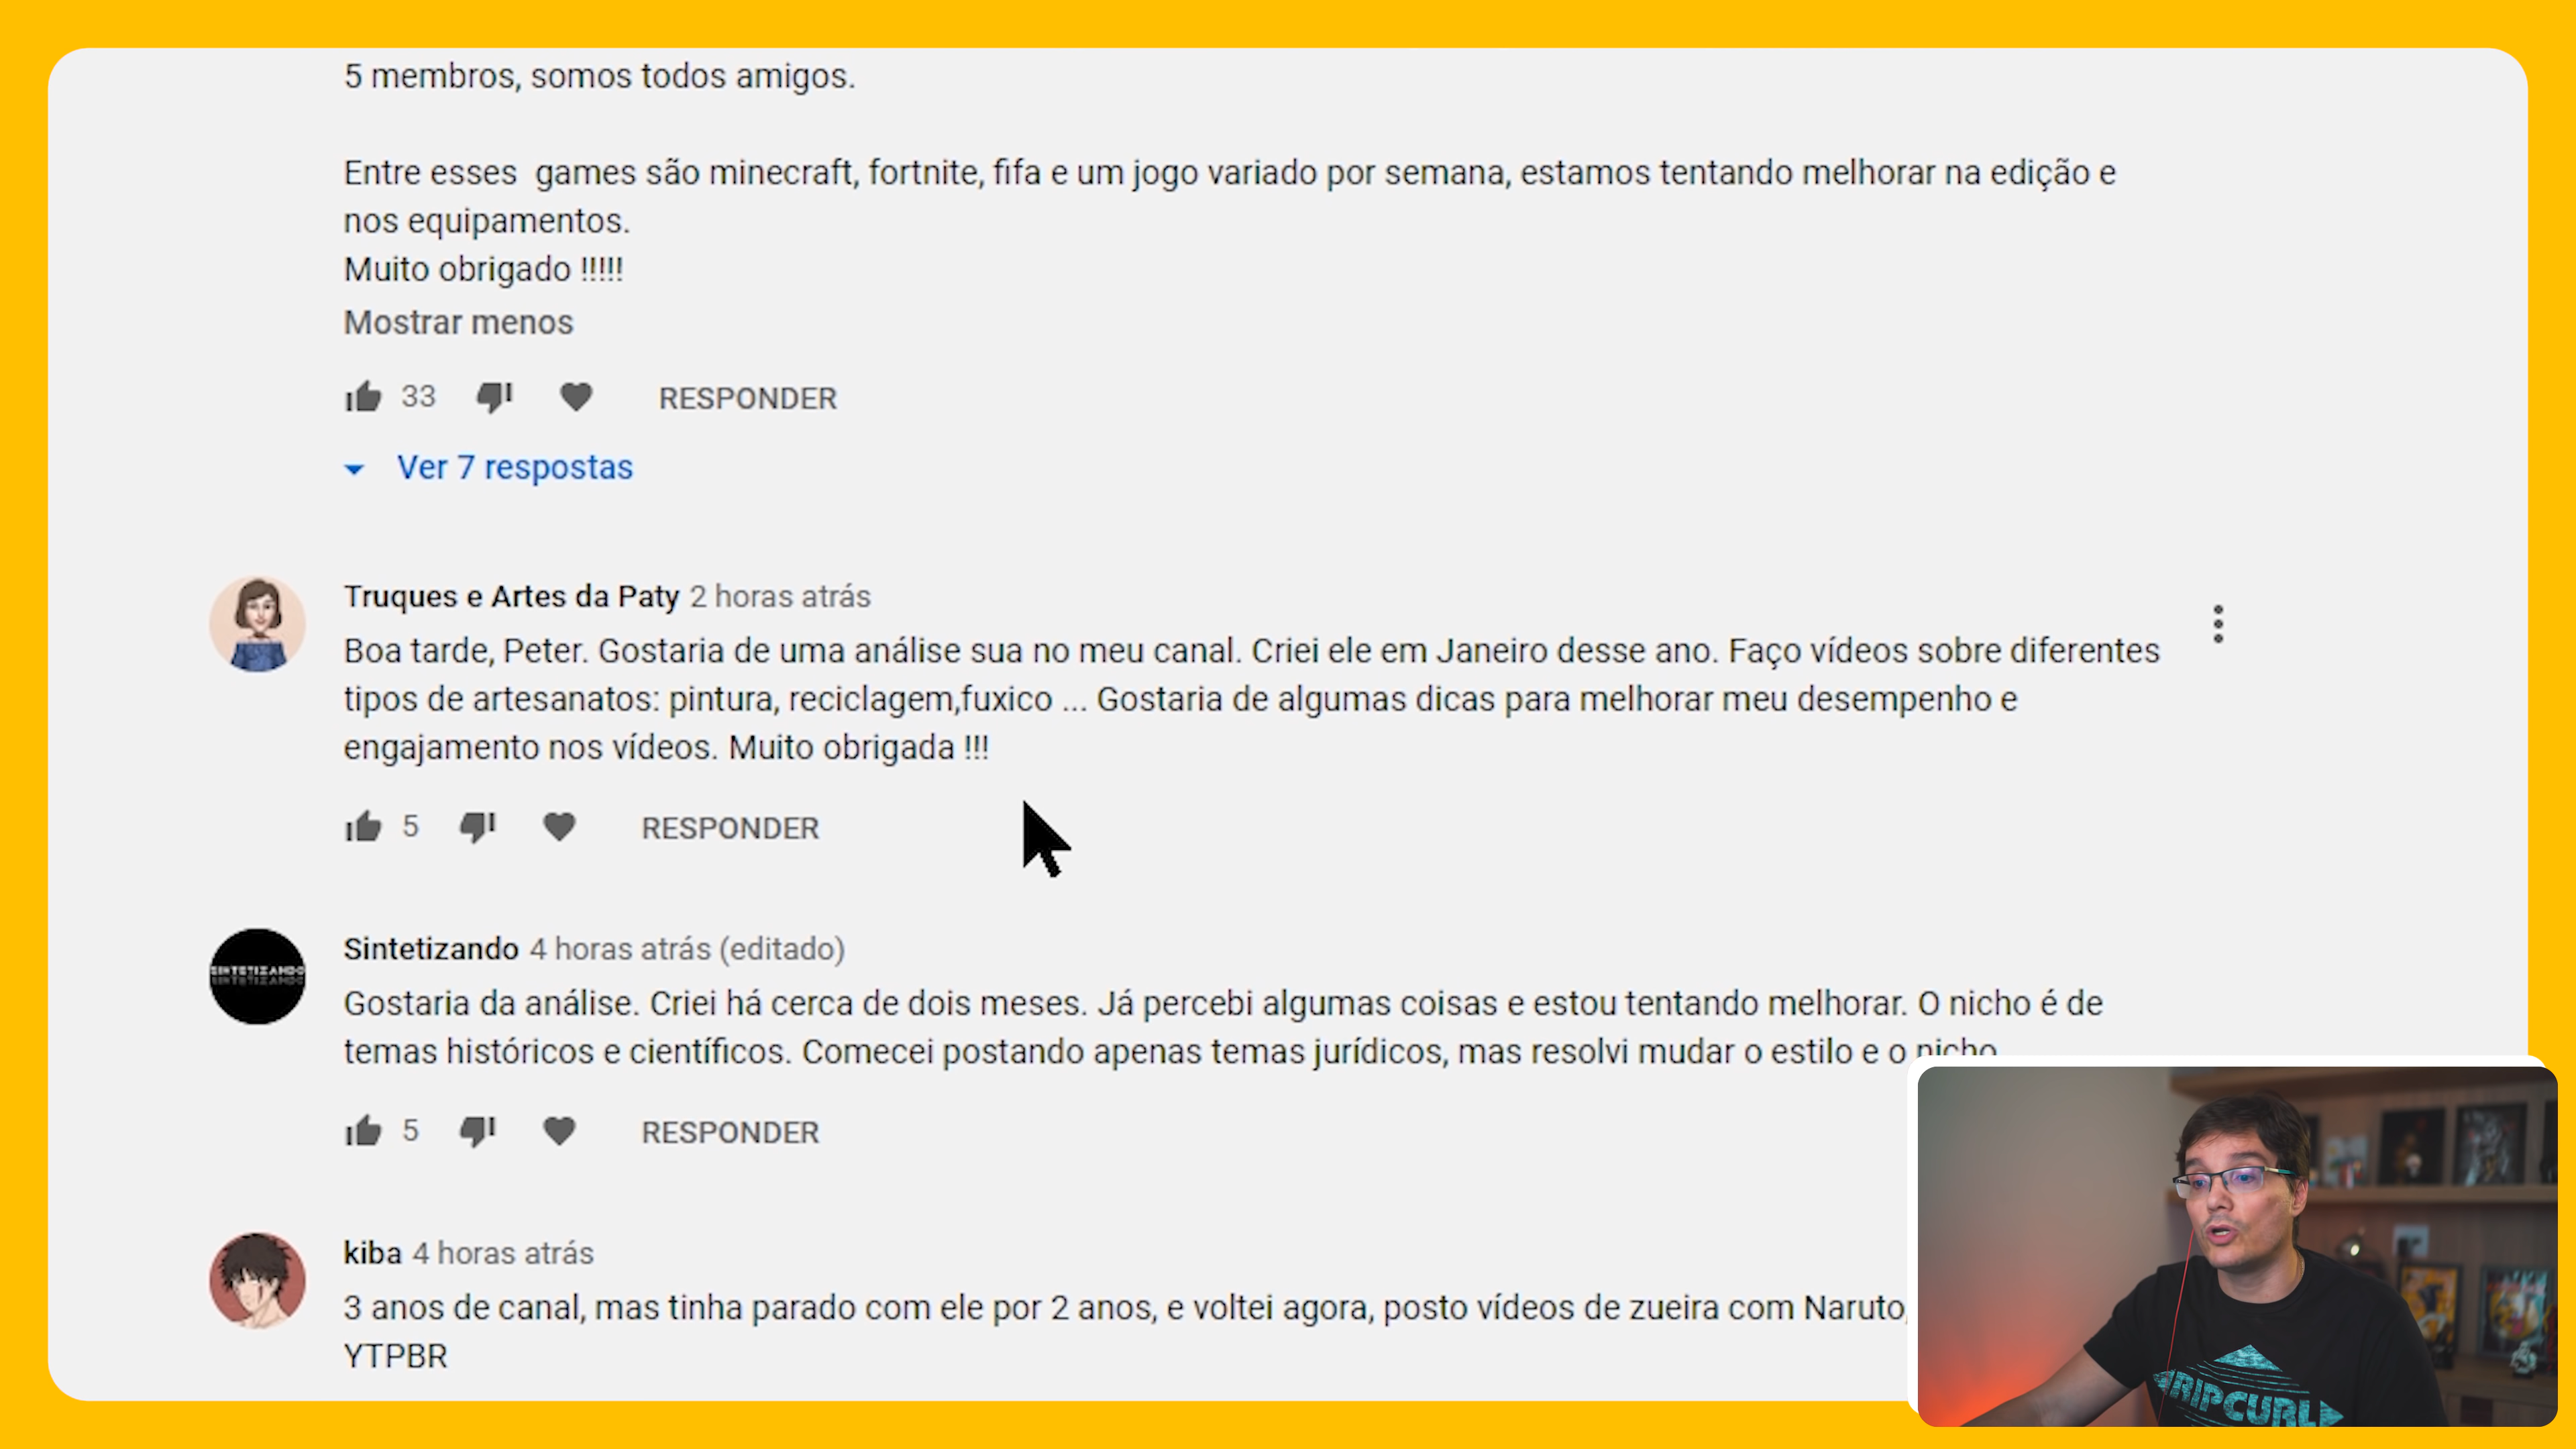 5 membros, somos todos amigos.
Entre esses  games são minecraft, fortnite, fifa e um jogo variado por semana, estamos tentando melhorar na edição e
nos equipamentos.
Muito obrigado !!!!!
Mostrar menos
33 RESPONDER
Ver 7 respostas
Truques e Artes da Paty 2 horas atrás
Boa tarde, Peter. Gostaria de uma análise sua no meu canal. Criei ele em Janeiro desse ano. Faço vídeos sobre diferentes
tipos de artesanatos: pintura, reciclagem,fuxico ... Gostaria de algumas dicas para melhorar meu desempenho e
engajamento nos vídeos. Muito obrigada !!!
5 RESPONDER
SINTETIZANDO
Sintetizando 4 horas atrás (editado)
Gostaria da análise. Criei há cerca de dois meses. Já percebi algumas coisas e estou tentando melhorar. O nicho é de
temas históricos e científicos. Comecei postando apenas temas jurídicos, mas resolvi mudar o estilo e o nicho
5 RESPONDER
kiba 4 horas atrás
3 anos de canal, mas tinha parado com ele por 2 anos, e voltei agora, posto vídeos de zueira com Naruto,
YTPBR
RIPCURL